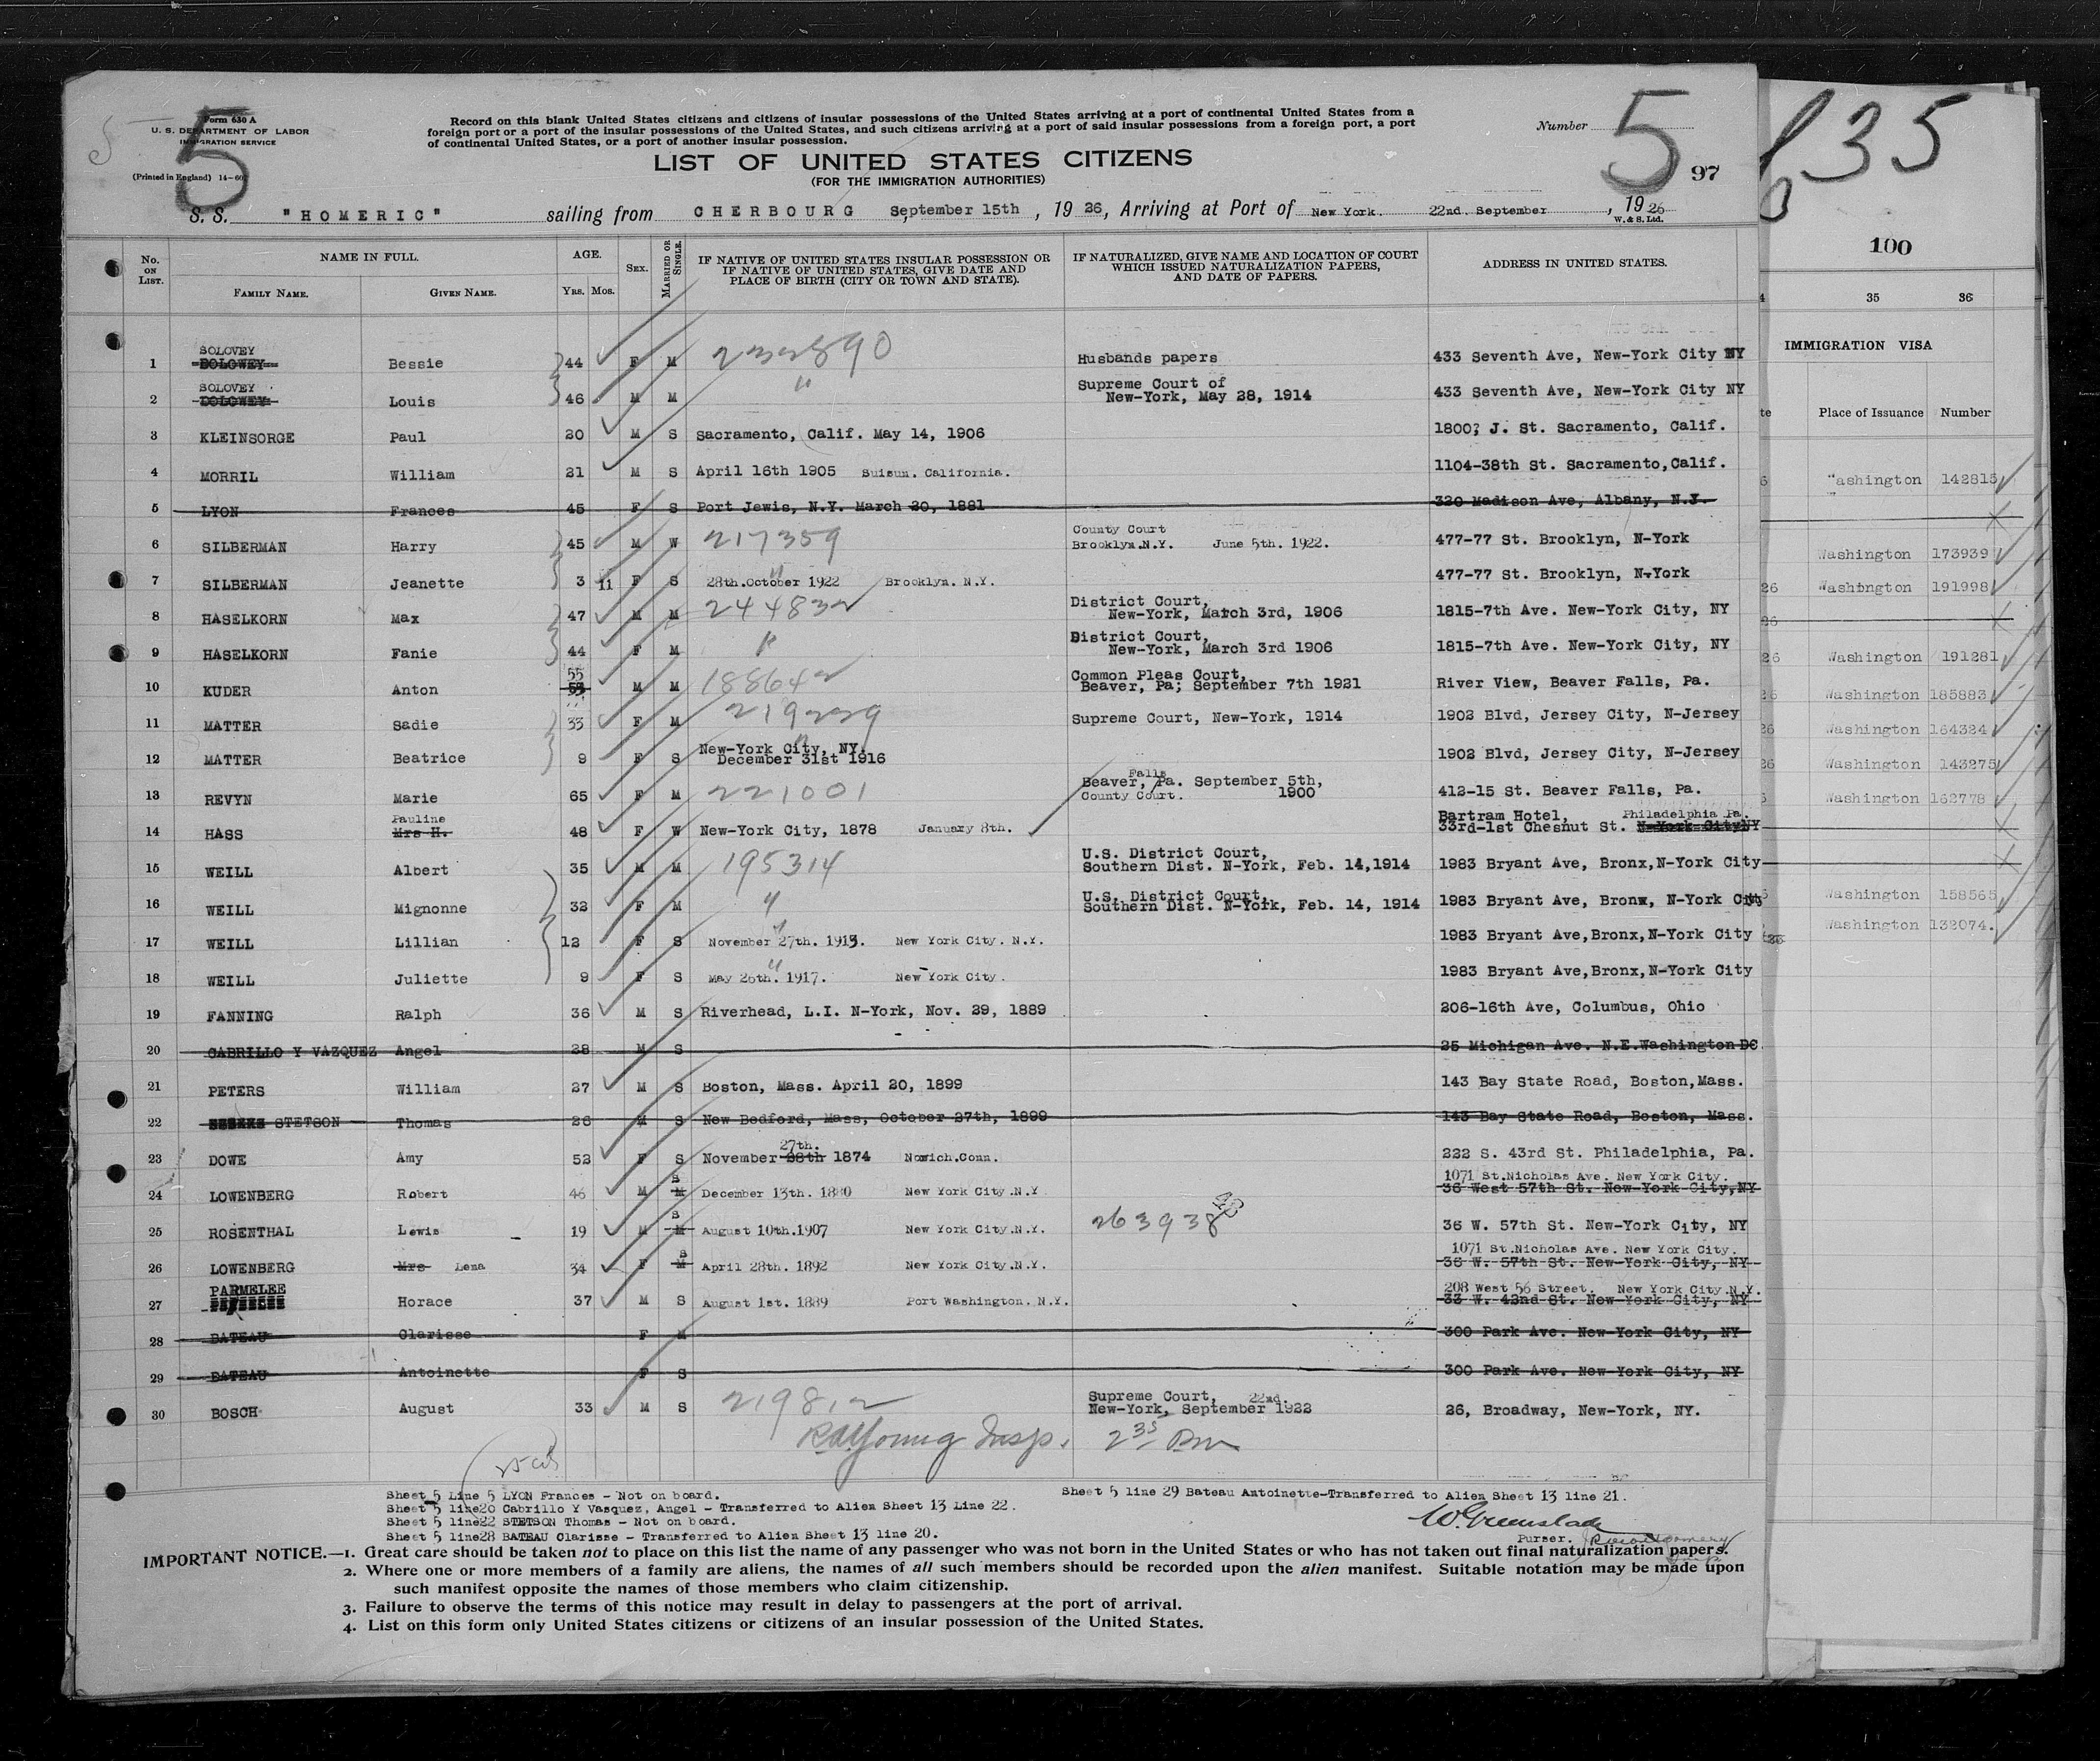 Form 630 A
U. S. DEPARTMENT OF LABOR
IMMIGRATION SERVICE
(Printed in England) 14-60
5
Record on this blank United States citizens and citizens of insular possessions of the United States arriving at a port of continental United States from a
foreign port or a port of the insular possessions of the United States, and such citizens arriving at a port of said insular possessions from a foreign port, a port
of continental United States, or a port of another insular possession.
LIST OF UNITED STATES CITIZENS
(FOR THE IMMIGRATION AUTHORITIES)
Number 5 97
S. S. "HOMERIC" sailing from CHERBOURG September 15th, 19 26, Arriving at Port of New York. 22nd. September, 19 26
W. & S. Ltd.
No. ON LIST. NAME IN FULL. FAMILY NAME. GIVEN NAME. AGE. YRS. MOS. SEX. MARRIED OR SINGLE.
IF NATIVE OF UNITED STATES INSULAR POSSESSION OR IF NATIVE OF UNITED STATES, GIVE DATE AND PLACE OF BIRTH (CITY OR TOWN AND STATE).
IF NATURALIZED, GIVE NAME AND LOCATION OF COURT WHICH ISSUED NATURALIZATION PAPERS, AND DATE OF PAPERS.
ADDRESS IN UNITED STATES.
1 SOLOVEY DOLOWEY Bessie 44 F M 232890 Husbands papers 433 Seventh Ave, New-York City NY
2 SOLOVEY DOLOWEY Louis 46 M M " Supreme Court of New-York, May 28, 1914 433 Seventh Ave, New-York City NY
3 KLEINSORGE Paul 20 M S Sacramento, Calif. May 14, 1906 1800; J. St. Sacramento, Calif.
4 MORRIL William 21 M S April 16th 1905 Suisun. California. 1104-38th St. Sacramento, Calif.
5 LYON Frances 45 F S Port Jewis, N.Y. March 20, 1881 320 Madison Ave, Albany, N.Y.
6 SILBERMAN Harry 45 M W 217359 County Court Brooklyn.N.Y. June 5th. 1922. 477-77 St. Brooklyn, N-York
7 SILBERMAN Jeanette 3 11 F S " 28th.October 1922 Brooklyn. N.Y. 477-77 St. Brooklyn, N-York
8 HASELKORN Max 47 M M 244832 District Court, New-York, March 3rd, 1906 1815-7th Ave. New-York City, NY
9 HASELKORN Fanie 44 F M " District Court, New-York, March 3rd 1906 1815-7th Ave. New-York City, NY
10 KUDER Anton 55 M M 188642 Common Pleas Court, Beaver, Pa; September 7th 1921 River View, Beaver Falls, Pa.
11 MATTER Sadie 33 F M 219229 Supreme Court, New-York, 1914 1902 Blvd, Jersey City, N-Jersey
12 MATTER Beatrice 9 F S " New-York City, NY. December 31st 1916 1902 Blvd, Jersey City, N-Jersey
13 REVYN Marie 65 F M 221001 Beaver, Falls Pa. September 5th, 1900 County Court. 412-15 St. Beaver Falls, Pa.
14 HASS Pauline Mrs H. 48 F W New-York City, 1878 January 8th. Bartram Hotel, Philadelphia Pa. 33rd-1st Chesnut St. N-York City NY
15 WEILL Albert 35 M M 195314 U.S. District Court, Southern Dist. N-York, Feb. 14,1914 1983 Bryant Ave, Bronx,N-York City
16 WEILL Mignonne 32 F M " U.S. District Court, Southern Dist. N-York, Feb. 14, 1914 1983 Bryant Ave, Bronx, N-York City
17 WEILL Lillian 12 F S " November 27th. 1913. New York City. N.Y. 1983 Bryant Ave,Bronx,N-York City
18 WEILL Juliette 9 F S " May 26th. 1917. New York City. 1983 Bryant Ave,Bronx,N-York City
19 FANNING Ralph 36 M S Riverhead, L.I. N-York, Nov. 29, 1889 206-16th Ave, Columbus, Ohio
20 CABRILLO Y VAZQUEZ Angel 28 M S 25 Michigan Ave. N.E.Washington DC
21 PETERS William 27 M S Boston, Mass. April 20, 1899 143 Bay State Road, Boston,Mass.
22 STETSON Thomas 26 M S New Bedford, Mass, October 27th, 1899 143 Bay State Road, Boston, Mass.
23 DOWE Amy 52 F S November 27th. 28th 1874 Norwich.Conn. 222 S. 43rd St. Philadelphia, Pa.
24 LOWENBERG Robert 46 M S M December 13th. 1880 New York City.N.Y 1071 St.Nicholas Ave. New York City. 36 West 57th St. New-York City,NY
25 ROSENTHAL Lewis 19 M S M August 10th.1907 New York City.N.Y. 263938 36 W. 57th St. New-York City, NY
26 LOWENBERG Mrs Lena 34 F S M April 28th. 1892 New York City.N.Y. 1071 St.Nicholas Ave. New York City. 36 W. 57th St. New-York City, NY
27 PARMELEE Horace 37 M S August 1st. 1889 Port Washington. N.Y. 208 West 56 Street. New York City.N.Y. 33 W. 42nd St. New-York City, NY
28 BATEAU Clarisse F M 300 Park Ave. New-York City, NY
29 BATEAU Antoinette F S 300 Park Ave. New-York City, NY
30 BOSCH August 33 M S 219812 Supreme Court, 22nd. New-York, September 1922 26, Broadway, New-York, NY.
RA Young Insp. 2 35 Pm
Sheet 5 Line 5 LYON Frances - Not on board.
Sheet 5 line20 Cabrillo Y Vasquez, Angel - Transferred to Alien Sheet 13 Line 22.
Sheet 5 line22 STETSON Thomas - Not on board.
Sheet 5 line28 BATEAU Clarisse - Transferred to Alien Sheet 13 line 20.
Sheet 5 line 29 Bateau Antoinette-Transferred to Alien Sheet 13 line 21.
W. Greenslade
Purser.
IMPORTANT NOTICE.—1. Great care should be taken not to place on this list the name of any passenger who was not born in the United States or who has not taken out final naturalization papers.
2. Where one or more members of a family are aliens, the names of all such members should be recorded upon the alien manifest. Suitable notation may be made upon
such manifest opposite the names of those members who claim citizenship.
3. Failure to observe the terms of this notice may result in delay to passengers at the port of arrival.
4. List on this form only United States citizens or citizens of an insular possession of the United States.
35
100
35 36
IMMIGRATION VISA
Place of Issuance Number
ashington 142815
Washington 173939
Washington 191998
Washington 191281
Washington 185883
Washington 164324
Washington 143275
Washington 162778
Washington 158565
Washington 132074.